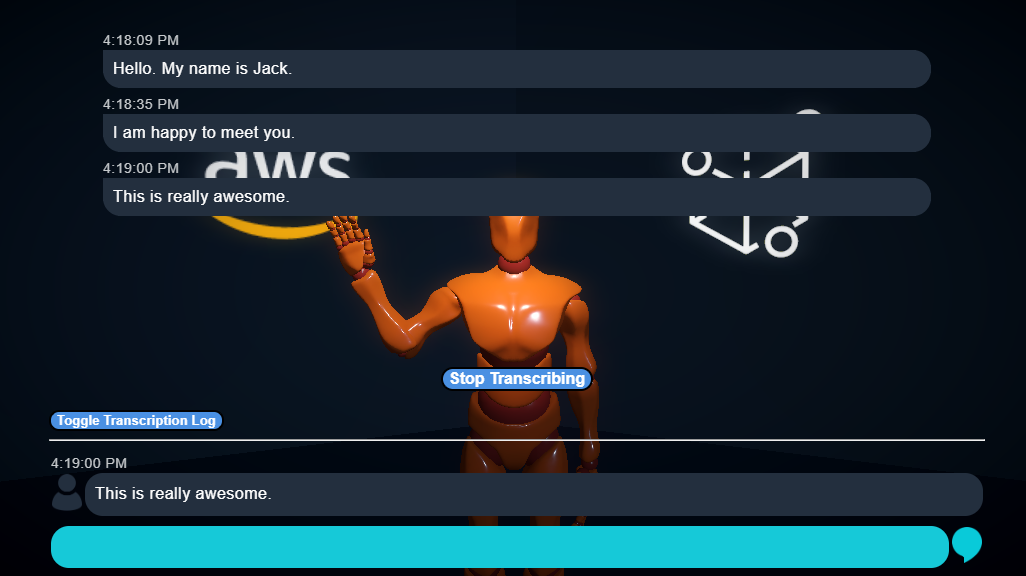 4:18:09 PM
Hello. My name is Jack.
4:18:35 PM
I am happy to meet you.
4:19:00 PM
aws
This is really awesome.
Stop Transcribing
Toggle Transcription Log
4:19:00 PM
This is really awesome.